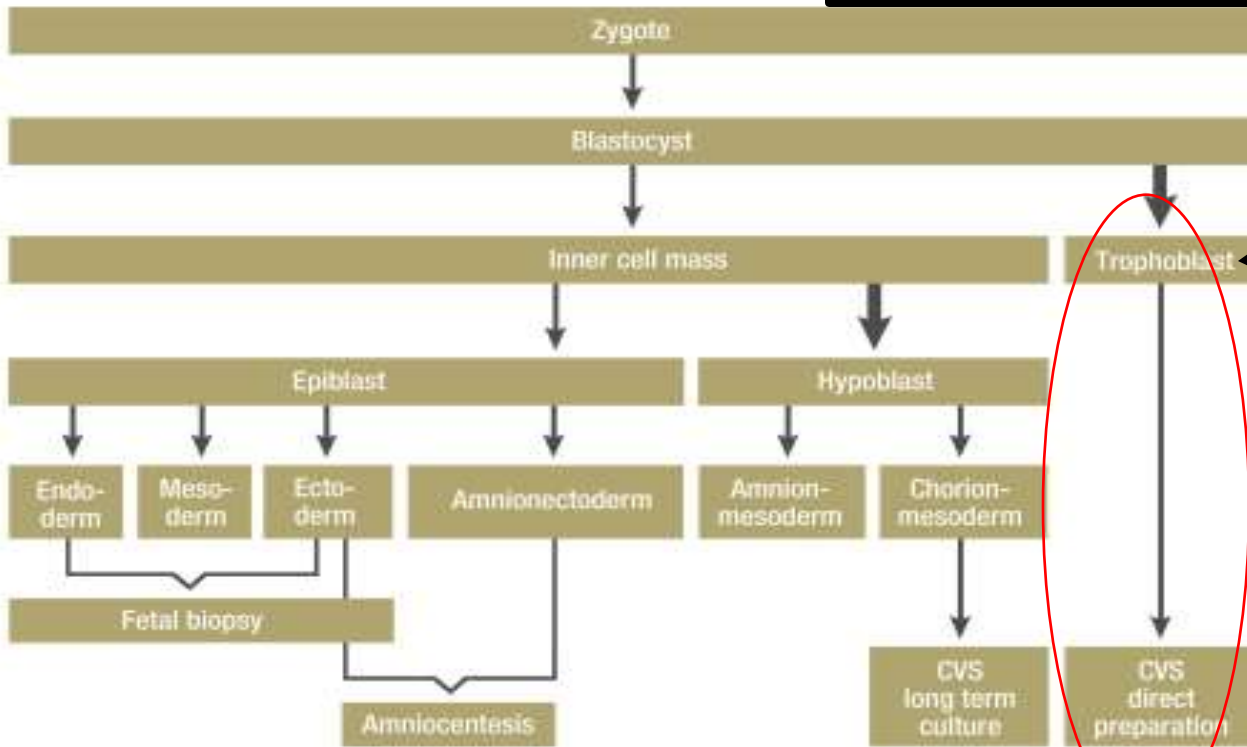 Zygote
Blastocyst
Inner cell mass
Trophoblast
Epiblast
Hypoblast
Endo-
derm
Meso-
derm
Ecto-
derm
Amnionectoderm
Amnion-
mesoderm
Chorion-
mesoderm
Fetal biopsy
Amniocentesis
CVS
long term
culture
CVS
direct
preparation